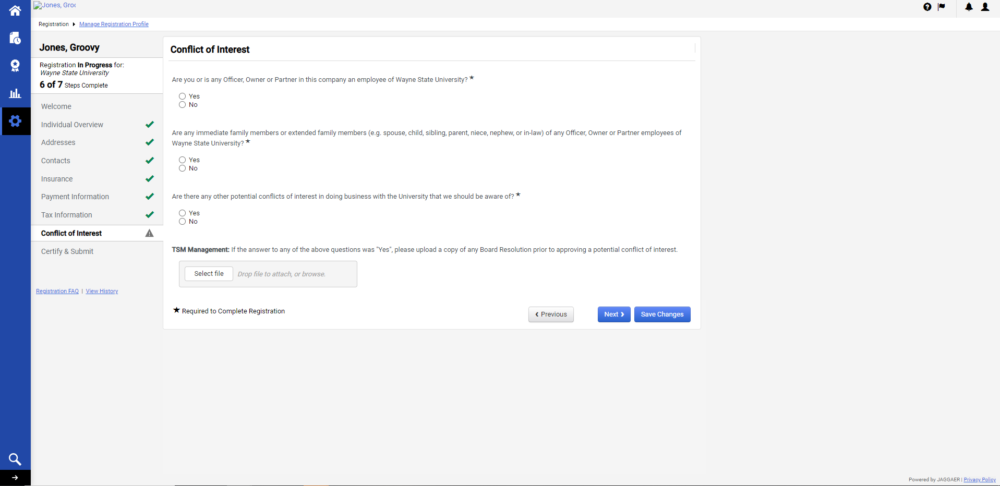 Jones, Groo
Registration Manage Registration Profile
Jones, Groovy
Registration In Progress for:
Wayne State University
6 of 7 Steps Complete
Welcome
Individual Overview
Addresses
Contacts
Insurance
Payment Information
Tax Information
Conflict of Interest
Certify & Submit
Registration FAQ | View History
Conflict of Interest
Are you or is any Officer, Owner or Partner in this company an employee of Wayne State University? ★
Yes
No
Are any immediate family members or extended family members (e.g. spouse, child, sibling, parent, niece, nephew, or in-law) of any Officer, Owner or Partner employees of
Wayne State University? ★
Yes
No
Are there any other potential conflicts of interest in doing business with the University that we should be aware of? ★
Yes
No
TSM Management: If the answer to any of the above questions was "Yes", please upload a copy of any Board Resolution prior to approving a potential conflict of interest.
Select file Drop file to attach, or browse.
★ Required to Complete Registration
‹ Previous Next › Save Changes
Powered by JAGGAER | Privacy Policy